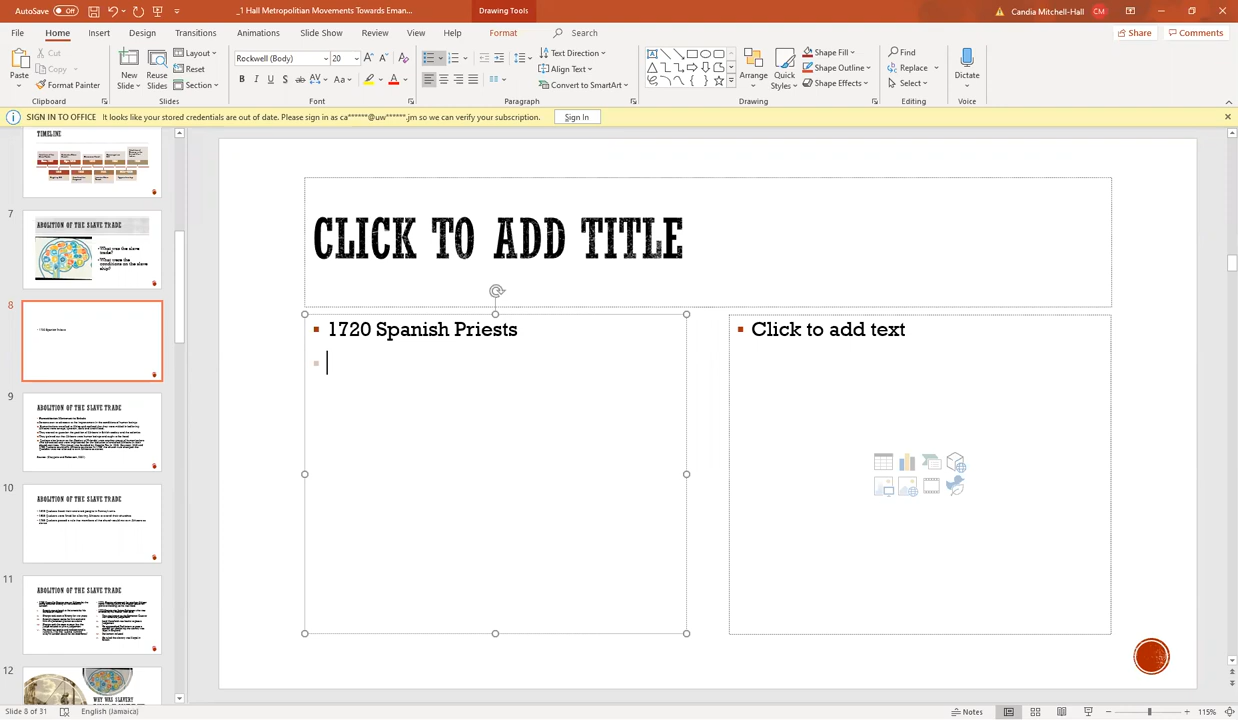 AutoSave Off
_1 Hall Metropolitan Movements Towards Eman...
Drawing Tools
Candia Mitchell-Hall
CM
File Home Insert Design Transitions Animations Slide Show Review View Help Format Search
Share Comments
Cut
Copy
Format Painter
Paste
Clipboard
New Slide
Reuse Slides
Layout
Reset
Section
Slides
Rockwell (Body) 20
Font
Text Direction
Align Text
Convert to SmartArt
Paragraph
Arrange
Quick Styles
Shape Fill
Shape Outline
Shape Effects
Drawing
Find
Replace
Select
Editing
Dictate
Voice
SIGN IN TO OFFICE It looks like your stored credentials are out of date. Please sign in as ca******@uw******.jm so we can verify your subscription. Sign In
TIMELINE
7
ABOLITION OF THE SLAVE TRADE
What was the slave trade?
What were the conditions on the slave ship?
8
1720 Spanish Priests
9
ABOLITION OF THE SLAVE TRADE
10
ABOLITION OF THE SLAVE TRADE
11
ABOLITION OF THE SLAVE TRADE
12
WHY WAS SLAVERY
CLICK TO ADD TITLE
1720 Spanish Priests
Click to add text
Slide 8 of 31 English (Jamaica)
Notes
115%